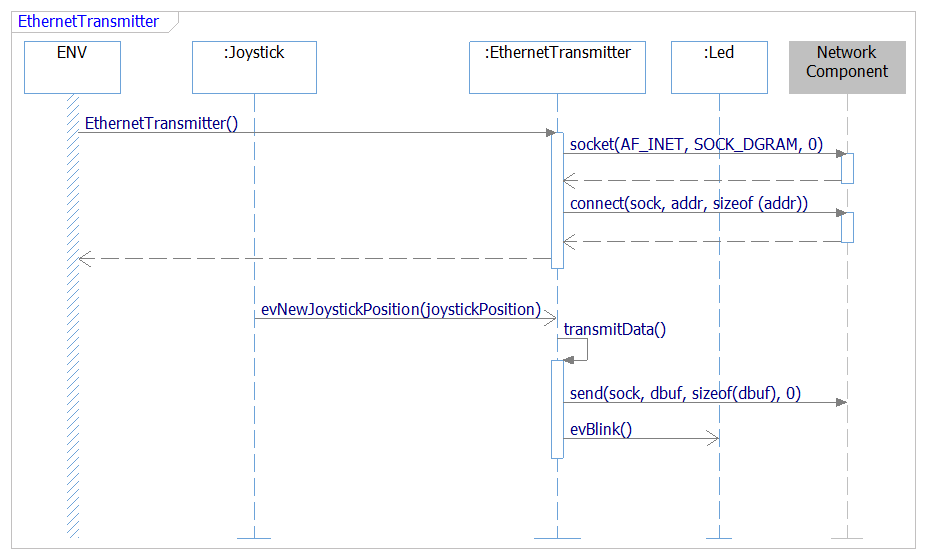 EthernetTransmitter
ENV
:Joystick
:EthernetTransmitter
:Led
Network
Component
EthernetTransmitter()
socket(AF_INET, SOCK_DGRAM, 0)
connect(sock, addr, sizeof (addr))
evNewJoystickPosition(joystickPosition)
transmitData()
send(sock, dbuf, sizeof(dbuf), 0)
evBlink()